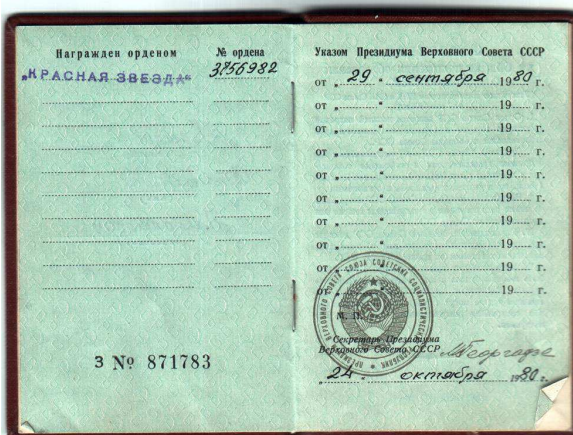 Награжден орденом
№ ордена
„КРАСНАЯ ЗВЕЗДА“
3756982
З № 871783
Указом Президиума Верховного Совета СССР
от „ 29 “ сентября 1980 г.
от „ “ 19 г.
от „ “ 19 г.
от „ “ 19 г.
от „ “ 19 г.
от „ “ 19 г.
от „ “ 19 г.
от „ “ 19 г.
от „ “ 19 г.
от „ “ 19 г.
М. П.
Секретарь Президиума
Верховного Совета СССР
„ 24 “ октября 1980 г.